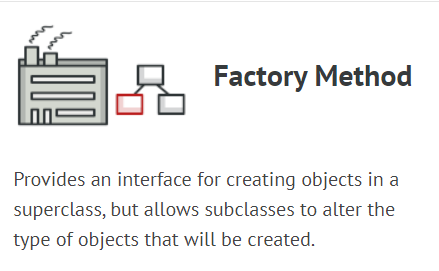 Factory Method
Provides an interface for creating objects in a
superclass, but allows subclasses to alter the
type of objects that will be created.